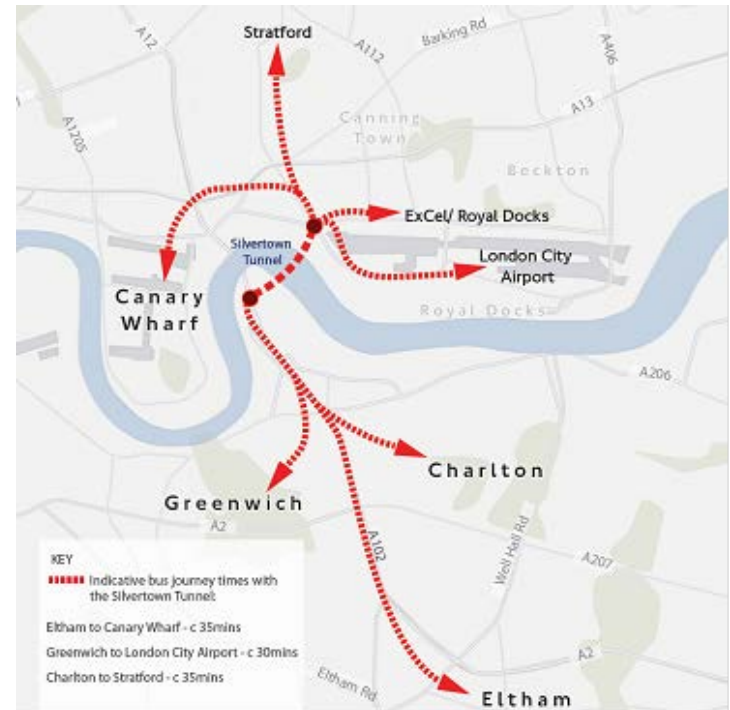 Stratford
Barking Rd
A12
A112
A406
A13
A1205
Canning
Town
Beckton
ExCel/ Royal Docks
Silvertown
Tunnel
London City
Airport
Canary
Wharf
Royal Docks
A206
Charlton
Greenwich
A2
A102
Well Hall Rd
A207
KEY
Indicative bus journey times with
the Silvertown Tunnel:
Eltham to Canary Wharf - c 35mins
Greenwich to London City Airport - c 30mins
Charlton to Stratford - c 35mins
A2
Eltham Rd
Eltham